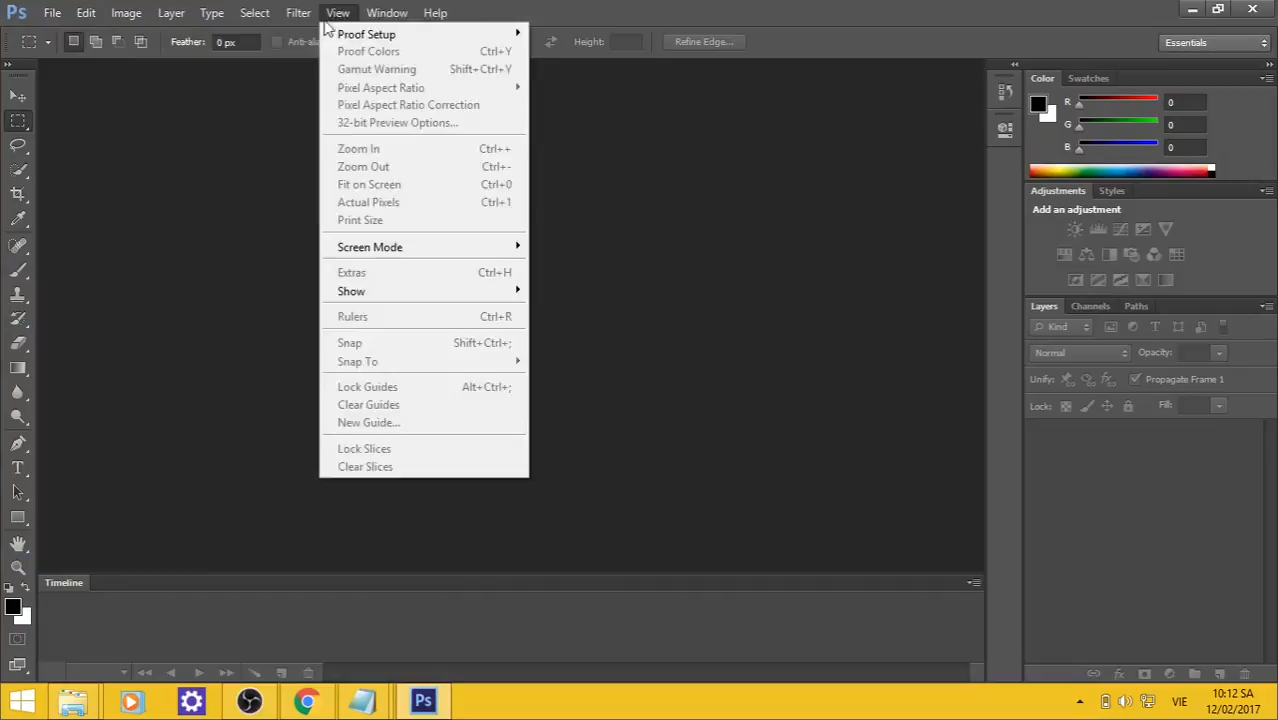 Ps File Edit Image Layer Type Select Filter View Window Help
Feather: 0 px Anti-alia Height: Refine Edge... Essentials
Proof Setup
Proof Colors Ctrl+Y
Gamut Warning Shift+Ctrl+Y
Pixel Aspect Ratio
Pixel Aspect Ratio Correction
32-bit Preview Options...
Zoom In Ctrl++
Zoom Out Ctrl+-
Fit on Screen Ctrl+0
Actual Pixels Ctrl+1
Print Size
Screen Mode
Extras Ctrl+H
Show
Rulers Ctrl+R
Snap Shift+Ctrl+;
Snap To
Lock Guides Alt+Ctrl+;
Clear Guides
New Guide...
Lock Slices
Clear Slices
Color Swatches
R 0
G 0
B 0
Adjustments Styles
Add an adjustment
Layers Channels Paths
Kind
Normal Opacity:
Unify: Propagate Frame 1
Lock: Fill:
Timeline
Ps VIE 10:12 SA
12/02/2017